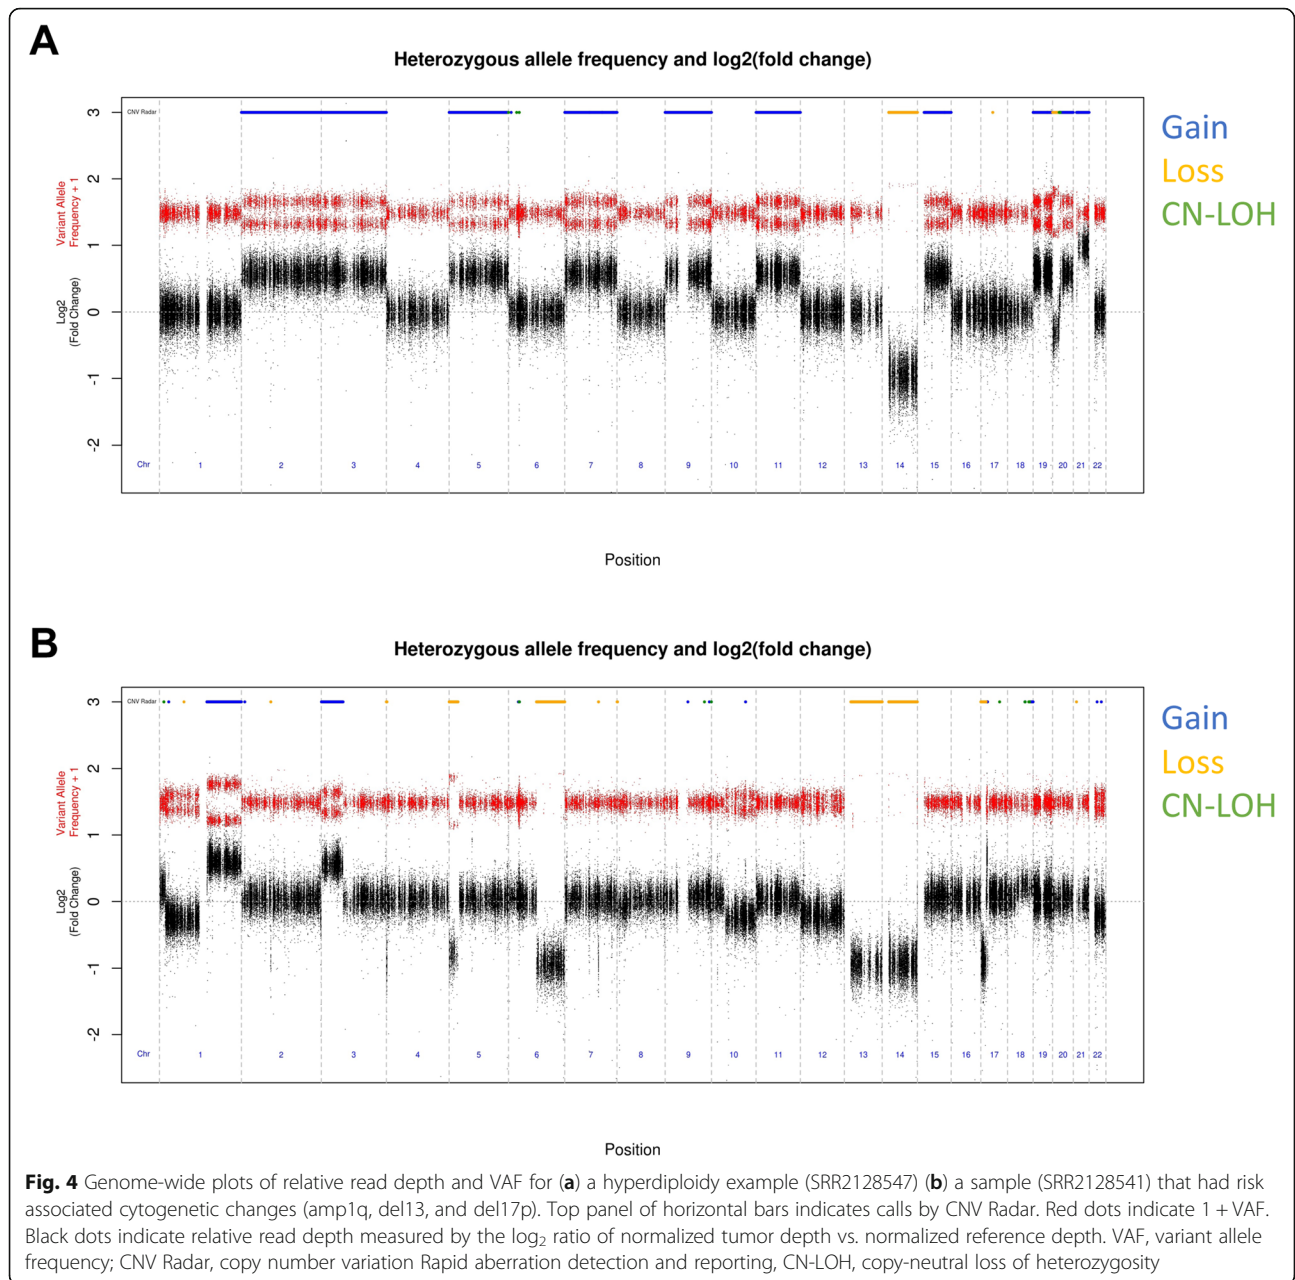 A
Heterozygous allele frequency and log2(fold change)
CNV Radar
3
2
1
0
-1
-2
Variant Allele
Frequency + 1
Log2
(Fold Change)
Chr 1 2 3 4 5 6 7 8 9 10 11 12 13 14 15 16 17 18 19 20 21 22
Position
Gain
Loss
CN-LOH
B
Heterozygous allele frequency and log2(fold change)
CNV Radar
3
2
1
0
-1
-2
Variant Allele
Frequency + 1
Log2
(Fold Change)
Chr 1 2 3 4 5 6 7 8 9 10 11 12 13 14 15 16 17 18 19 20 21 22
Position
Gain
Loss
CN-LOH
Fig. 4 Genome-wide plots of relative read depth and VAF for (a) a hyperdiploidy example (SRR2128547) (b) a sample (SRR2128541) that had risk
associated cytogenetic changes (amp1q, del13, and del17p). Top panel of horizontal bars indicates calls by CNV Radar. Red dots indicate 1 + VAF.
Black dots indicate relative read depth measured by the log₂ ratio of normalized tumor depth vs. normalized reference depth. VAF, variant allele
frequency; CNV Radar, copy number variation Rapid aberration detection and reporting, CN-LOH, copy-neutral loss of heterozygosity